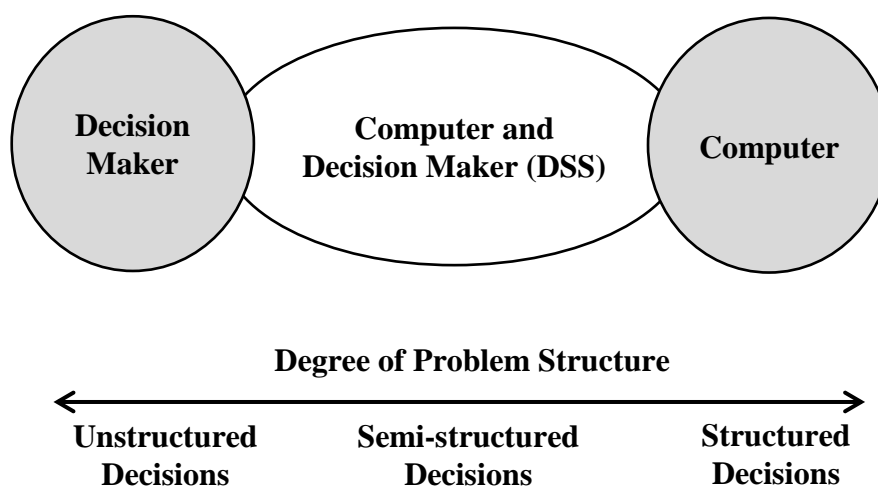 Decision
Maker
Computer and
Decision Maker (DSS)
Computer
Degree of Problem Structure
Unstructured
Decisions
Semi-structured
Decisions
Structured
Decisions